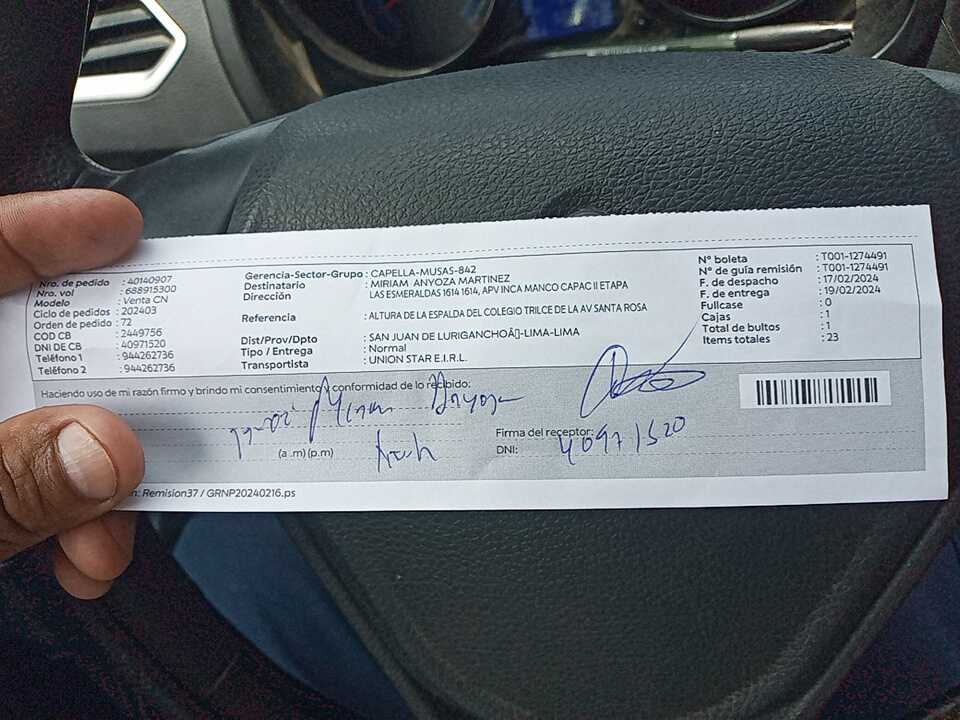 Nro. de pedido : 40140907
Nro. vol : 688915300
Modelo : Venta CN
Ciclo de pedidos : 202403
Orden de pedido : 72
COD CB : 2449756
DNI DE CB : 40971520
Teléfono 1 : 944262736
Teléfono 2 : 944262736
Gerencia-Sector-Grupo : CAPELLA-MUSAS-842
Destinatario : MIRIAM ANYOZA MARTINEZ
Dirección : LAS ESMERALDAS 1614 1614, APV INCA MANCO CAPAC II ETAPA
Referencia : ALTURA DE LA ESPALDA DEL COLEGIO TRILCE DE LA AV SANTA ROSA
Dist/Prov/Dpto : SAN JUAN DE LURIGANCHOÂ▯-LIMA-LIMA
Tipo / Entrega : Normal
Transportista : UNION STAR E.I.R.L.
N° boleta : T001-1274491
N° de guía remisión : T001-1274491
F. de despacho : 17/02/2024
F. de entrega : 19/02/2024
Fullcase : 0
Cajas : 1
Total de bultos : 1
Items totales : 23
Haciendo uso de mi razón firmo y brindo mi consentimiento y conformidad de lo recibido:
Miriam Anyoza
(a .m) (p.m)
Firma del receptor:
DNI: 40971520
n: Remision37 / GRNP20240216.ps